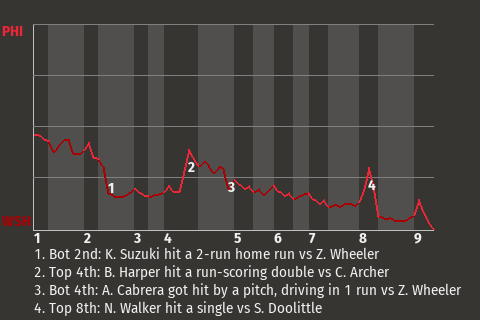 PHI
1
2
3
4
WSH
1 2 3 4 5 6 7 8 9
1. Bot 2nd: K. Suzuki hit a 2-run home run vs Z. Wheeler
2. Top 4th: B. Harper hit a run-scoring double vs C. Archer
3. Bot 4th: A. Cabrera got hit by a pitch, driving in 1 run vs Z. Wheeler
4. Top 8th: N. Walker hit a single vs S. Doolittle